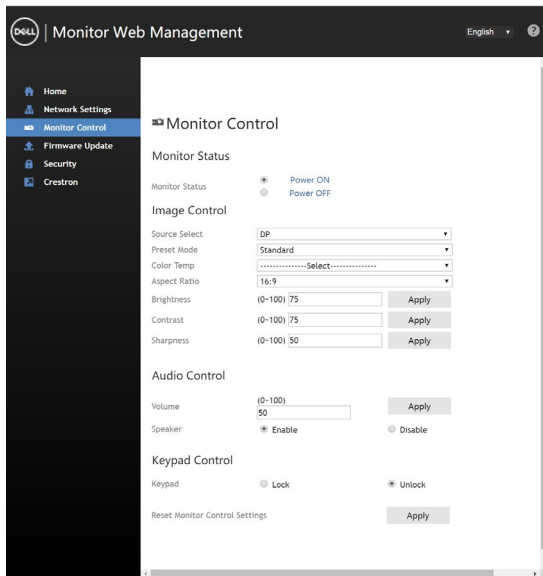 DELL
Monitor Web Management
English
?
Home
Network Settings
Monitor Control
Firmware Update
Security
Crestron
Monitor Control
Monitor Status
Monitor Status
Power ON
Power OFF
Image Control
Source Select DP
Preset Mode Standard
Color Temp ---------------Select---------------
Aspect Ratio 16:9
Brightness (0~100) 75 Apply
Contrast (0~100) 75 Apply
Sharpness (0~100) 50 Apply
Audio Control
(0~100)
Volume 50 Apply
Speaker Enable Disable
Keypad Control
Keypad Lock Unlock
Reset Monitor Control Settings Apply